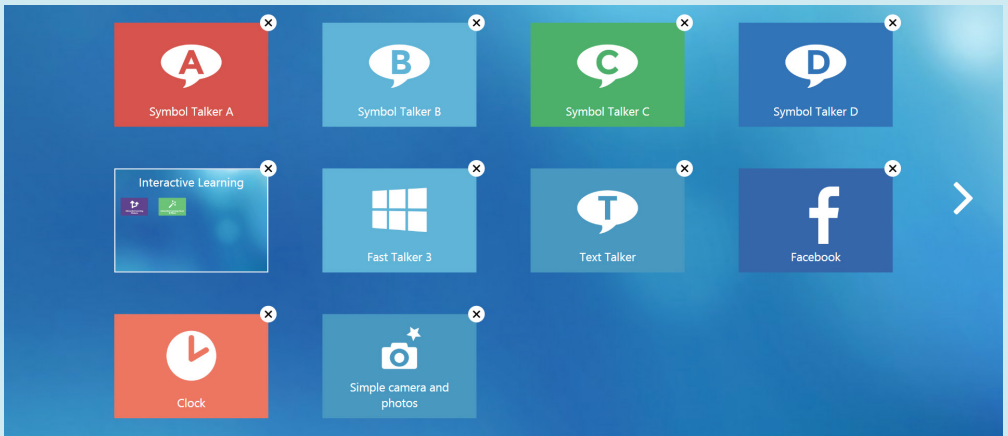 A
Symbol Talker A
B
Symbol Talker B
C
Symbol Talker C
D
Symbol Talker D
Interactive Learning
Fast Talker 3
T
Text Talker
f
Facebook
Clock
Simple camera and
photos